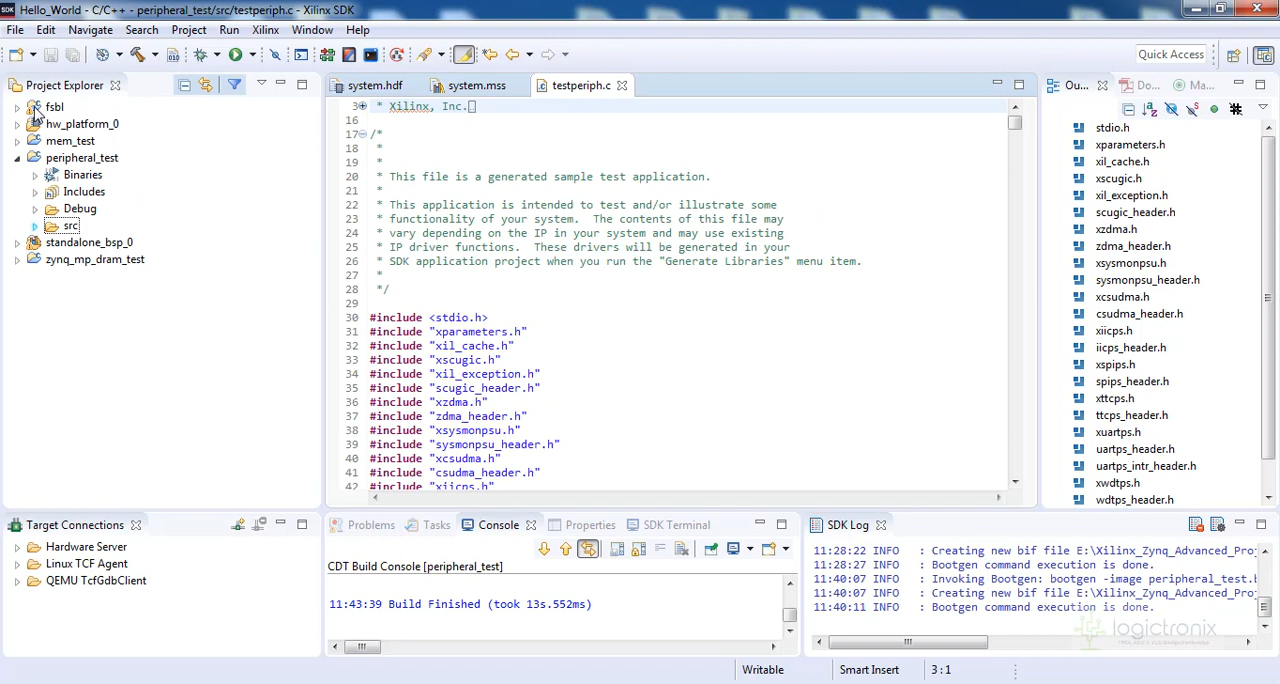 SDK Hello_World - C/C++ - peripheral_test/src/testperiph.c - Xilinx SDK
File Edit Navigate Search Project Run Xilinx Window Help
Quick Access
Project Explorer
fsbl
hw_platform_0
mem_test
peripheral_test
Binaries
Includes
Debug
src
standalone_bsp_0
zynq_mp_dram_test
system.hdf system.mss testperiph.c
3 * Xilinx, Inc.
16
17 /*
18 *
19 *
20 * This file is a generated sample test application.
21 *
22 * This application is intended to test and/or illustrate some
23 * functionality of your system.  The contents of this file may
24 * vary depending on the IP in your system and may use existing
25 * IP driver functions.  These drivers will be generated in your
26 * SDK application project when you run the "Generate Libraries" menu item.
27 *
28 */
29
30 #include <stdio.h>
31 #include "xparameters.h"
32 #include "xil_cache.h"
33 #include "xscugic.h"
34 #include "xil_exception.h"
35 #include "scugic_header.h"
36 #include "xzdma.h"
37 #include "zdma_header.h"
38 #include "xsysmonpsu.h"
39 #include "sysmonpsu_header.h"
40 #include "xcsudma.h"
41 #include "csudma_header.h"
42 #include "xiicps.h"
Ou... Do... Ma...
stdio.h
xparameters.h
xil_cache.h
xscugic.h
xil_exception.h
scugic_header.h
xzdma.h
zdma_header.h
xsysmonpsu.h
sysmonpsu_header.h
xcsudma.h
csudma_header.h
xiicps.h
iicps_header.h
xspips.h
spips_header.h
xttcps.h
ttcps_header.h
xuartps.h
uartps_header.h
uartps_intr_header.h
xwdtps.h
wdtps_header.h
Target Connections
Hardware Server
Linux TCF Agent
QEMU TcfGdbClient
Problems Tasks Console Properties SDK Terminal
CDT Build Console [peripheral_test]
11:43:39 Build Finished (took 13s.552ms)
SDK Log
11:28:22 INFO : Creating new bif file E:\Xilinx_Zynq_Advanced_Pro
11:28:27 INFO : Bootgen command execution is done.
11:40:07 INFO : Invoking Bootgen: bootgen -image peripheral_test.b
11:40:07 INFO : Creating new bif file E:\Xilinx_Zynq_Advanced_Pro
11:40:11 INFO : Bootgen command execution is done.
logictronix
Writable Smart Insert 3 : 1